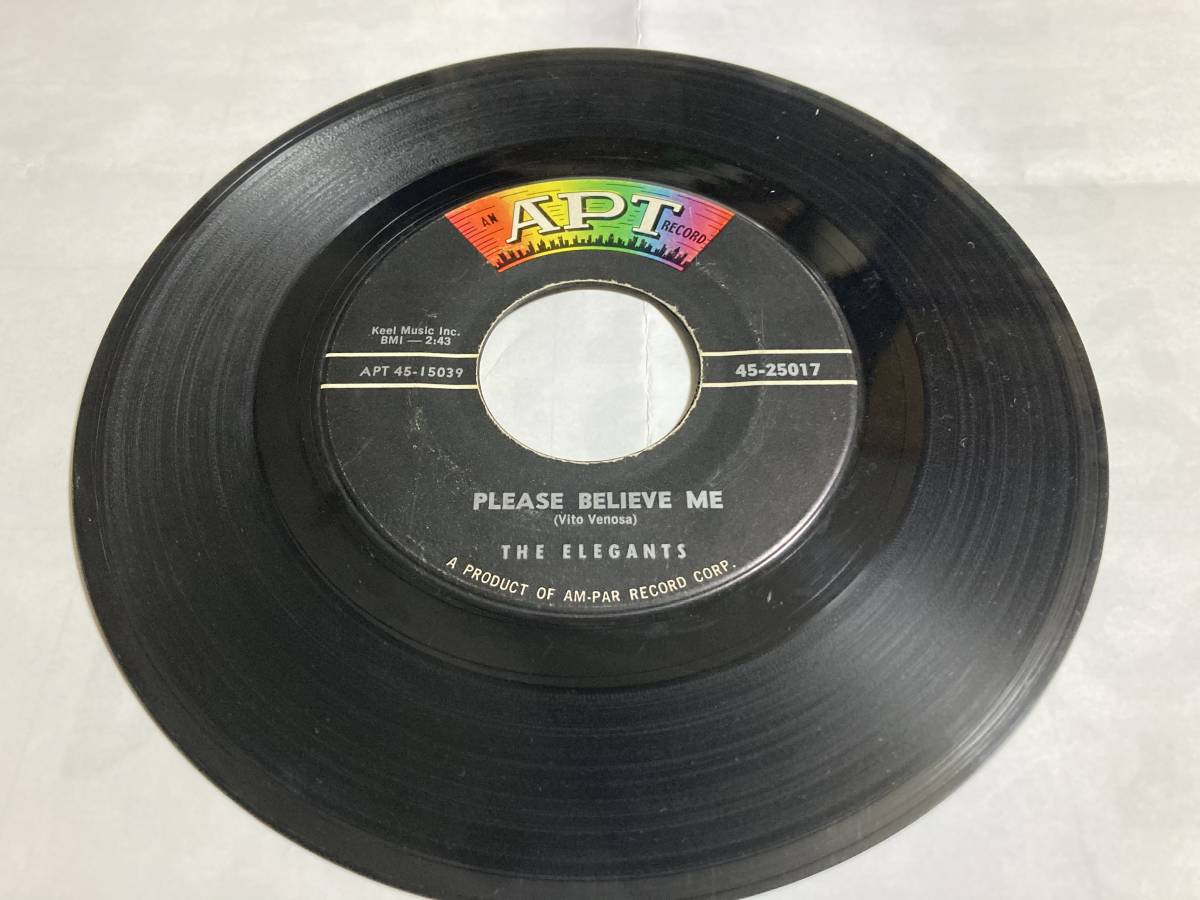 AN APT RECORD
Keel Music Inc.
BMI — 2:43
APT 45-15039
45-25017
PLEASE BELIEVE ME
(Vito Venosa)
THE ELEGANTS
A PRODUCT OF AM-PAR RECORD CORP.